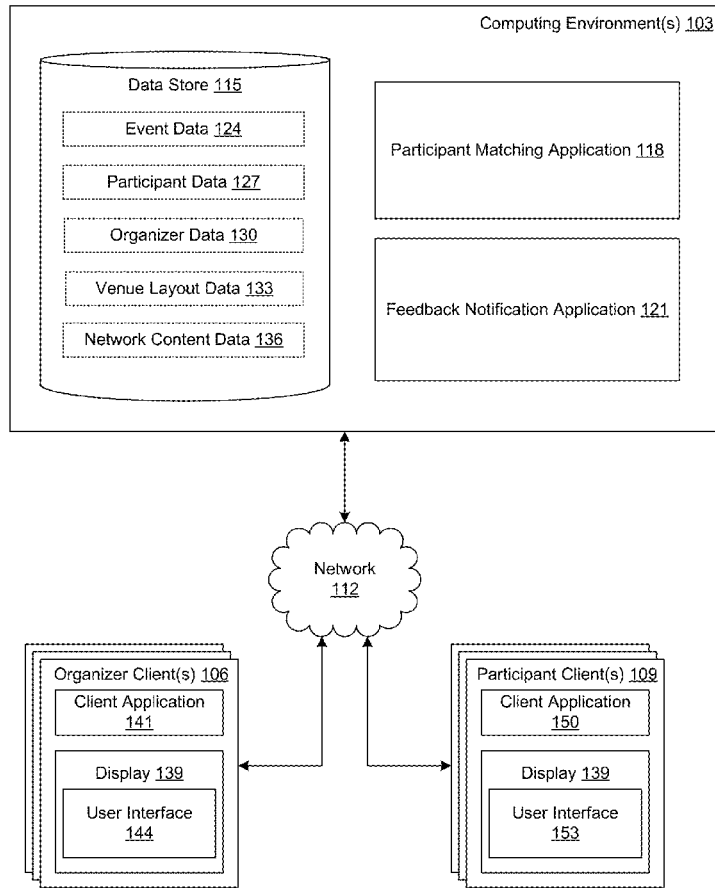 Computing Environment(s) 103
Data Store 115
Event Data 124
Participant Data 127
Organizer Data 130
Venue Layout Data 133
Network Content Data 136
Participant Matching Application 118
Feedback Notification Application 121
Network
112
Organizer Client(s) 106
Client Application
141
Display 139
User Interface
144
Participant Client(s) 109
Client Application
150
Display 139
User Interface
153